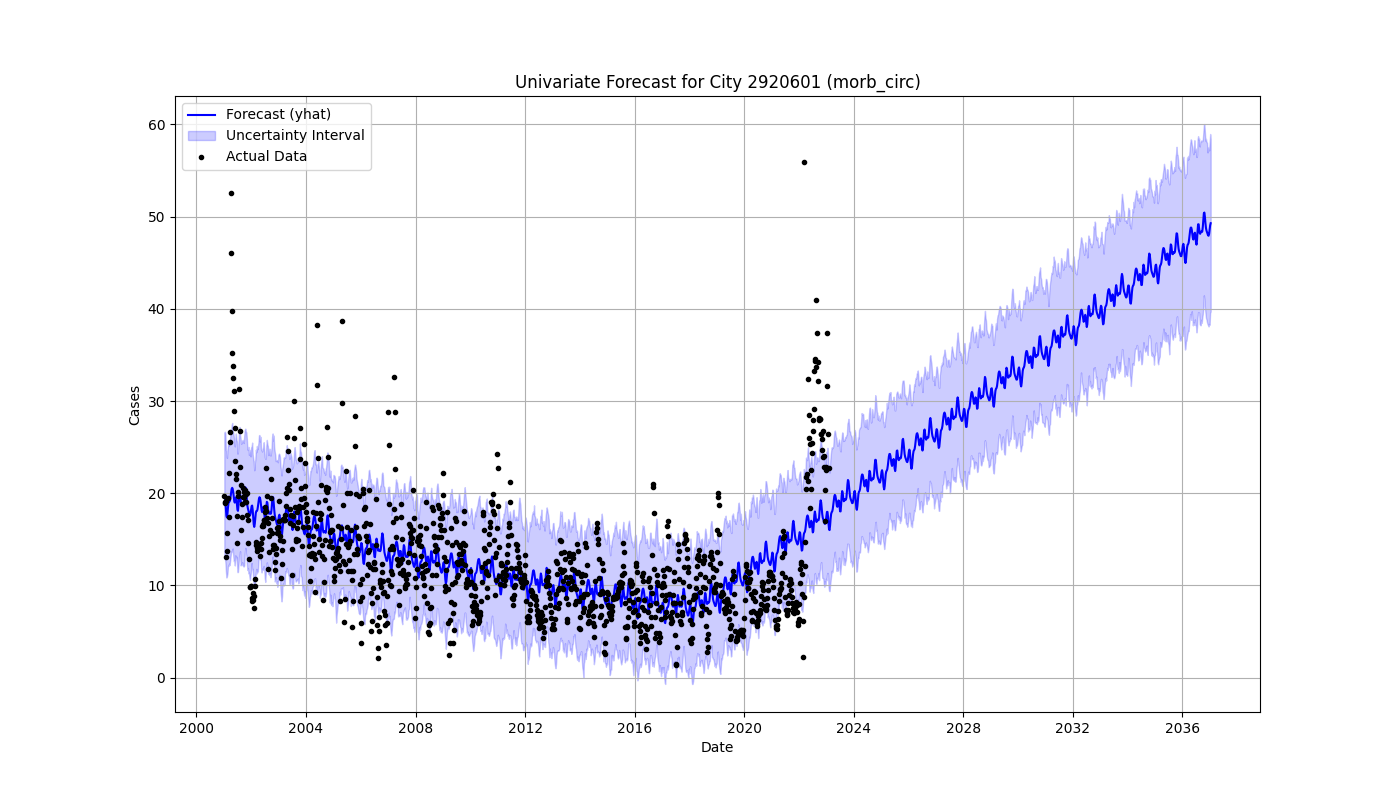 Univariate Forecast for City 2920601 (morb_circ)
Forecast (yhat)
Uncertainty Interval
Actual Data
60
50
40
30
20
10
0
Cases
2000 2004 2008 2012 2016 2020 2024 2028 2032 2036
Date